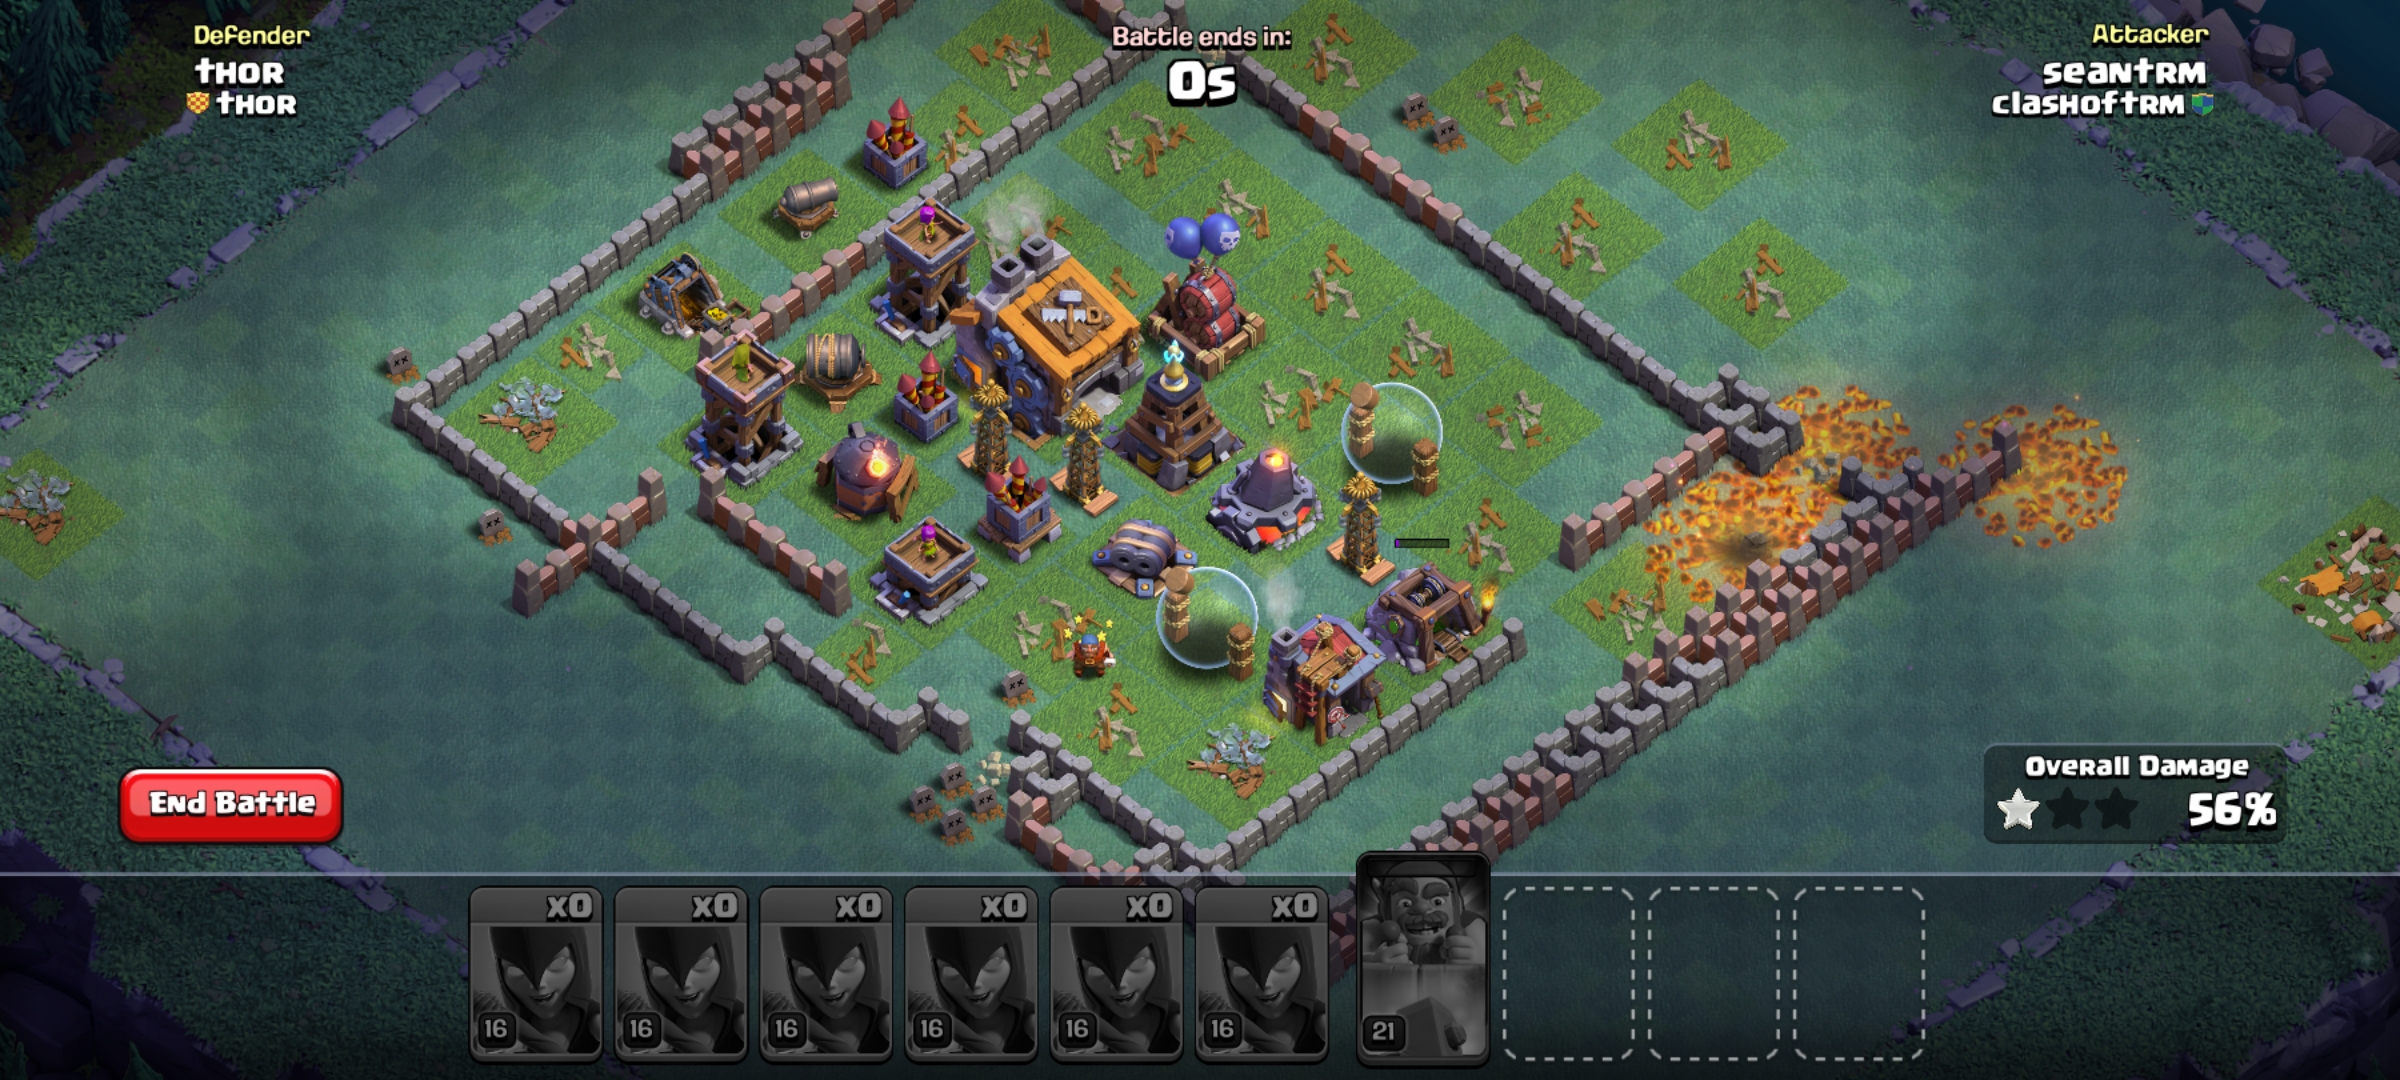 Defender
tHOR
tHOR
Battle ends in:
0s
Attacker
seantRM
clashoftRM
End Battle
Overall Damage
56%
x0
x0
x0
x0
x0
x0
16
16
16
16
16
16
21